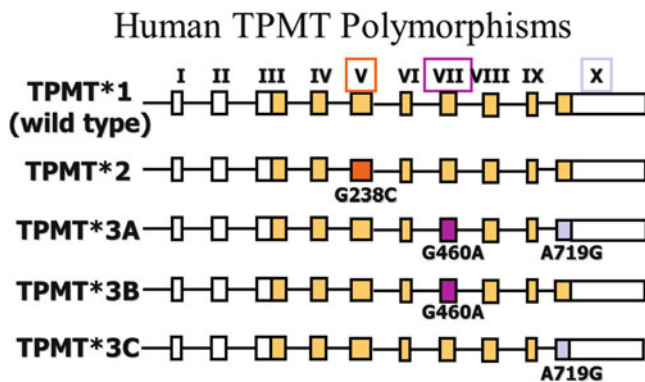 Human TPMT Polymorphisms
I II III IV V VI VII VIII IX X
TPMT*1
(wild type)
TPMT*2
G238C
TPMT*3A
G460A A719G
TPMT*3B
G460A
TPMT*3C
A719G